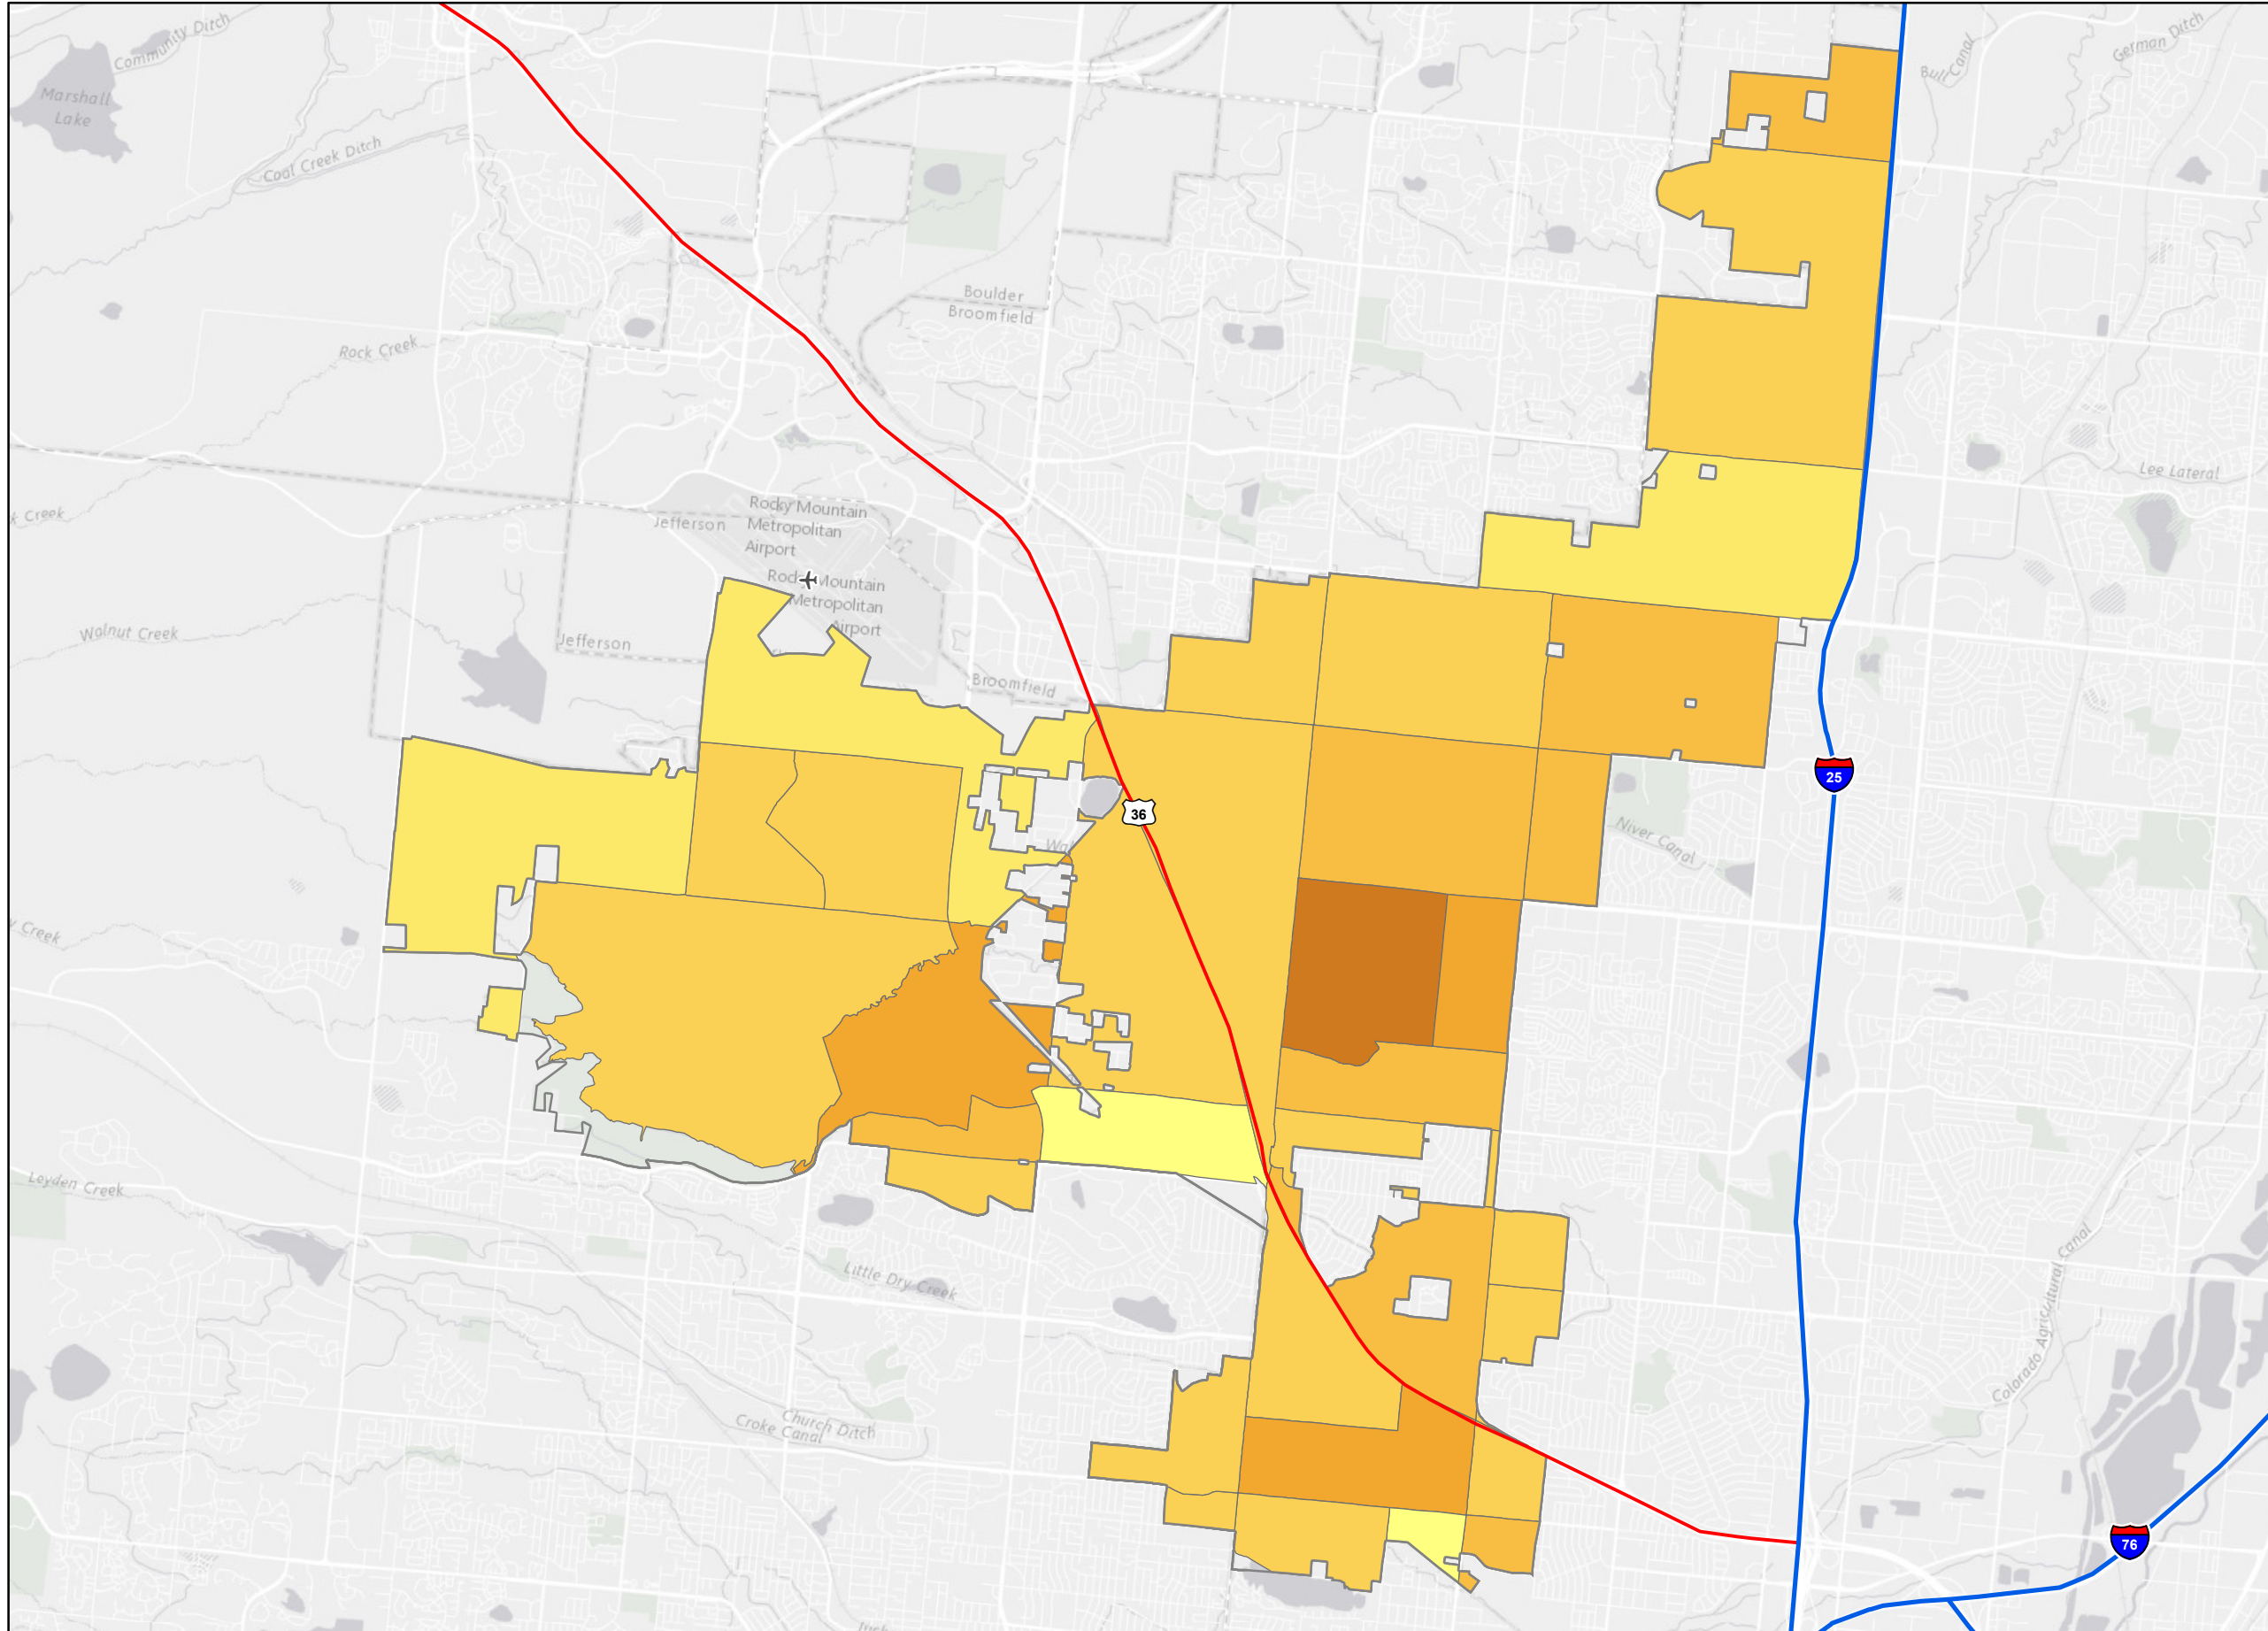 Community Ditch
German Ditch
Bull Canal
Marshall
Lake
Coal Creek Ditch
Boulder
Broomfield
Rock Creek
Lee Lateral
Rocky Mountain
Metropolitan
Airport
Jefferson
k Creek
Rocky Mountain
Metropolitan
Airport
Walnut Creek
Jefferson
Broomfield
25
36
Niver Canal
Wal
y Creek
Leyden Creek
Little Dry Creek
Colorado Agricultural Canal
Church Ditch
Croke Canal
76